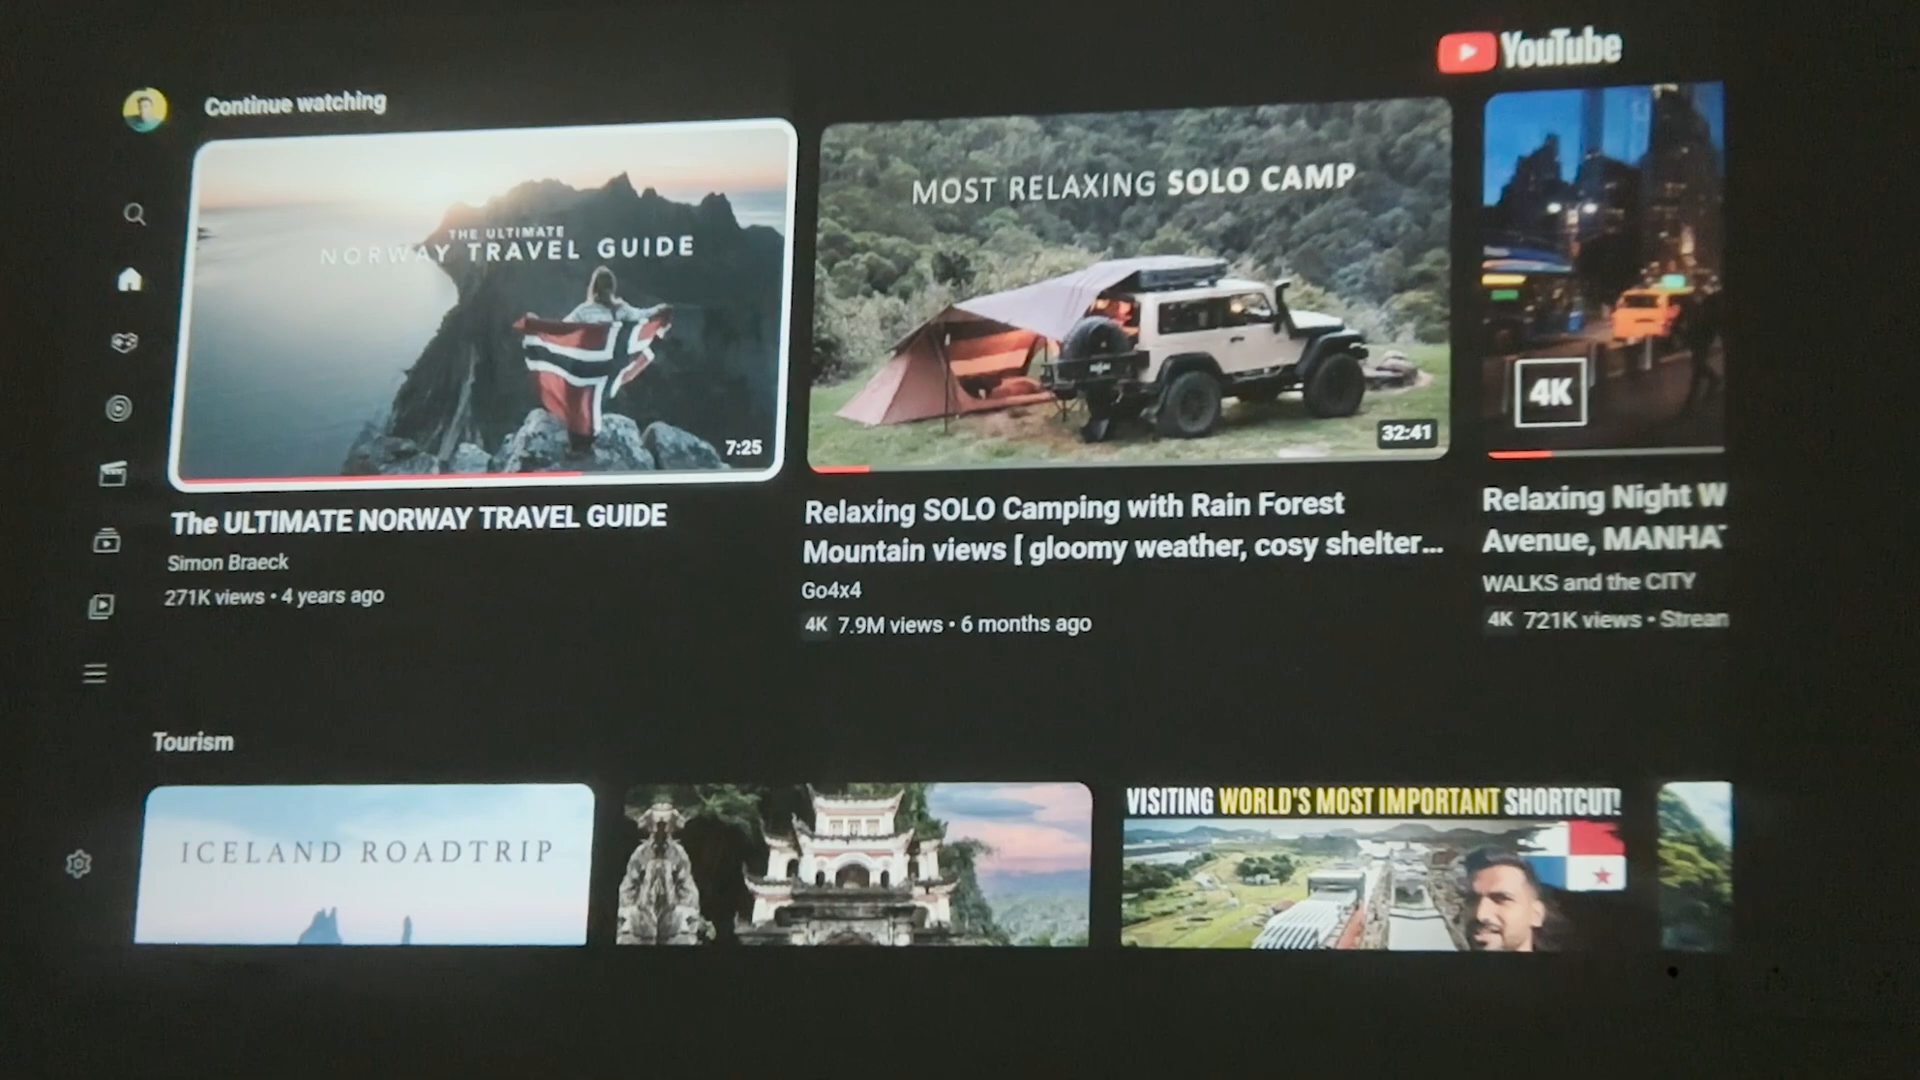 YouTube
Continue watching
THE ULTIMATE
NORWAY TRAVEL GUIDE
7:25
The ULTIMATE NORWAY TRAVEL GUIDE
Simon Braeck
271K views • 4 years ago
MOST RELAXING SOLO CAMP
32:41
Relaxing SOLO Camping with Rain Forest
Mountain views [ gloomy weather, cosy shelter...
Go4x4
4K 7.9M views • 6 months ago
4K
Relaxing Night W
Avenue, MANHAT
WALKS and the CITY
4K 721K views • Stream
Tourism
ICELAND ROADTRIP
VISITING WORLD'S MOST IMPORTANT SHORTCUT!